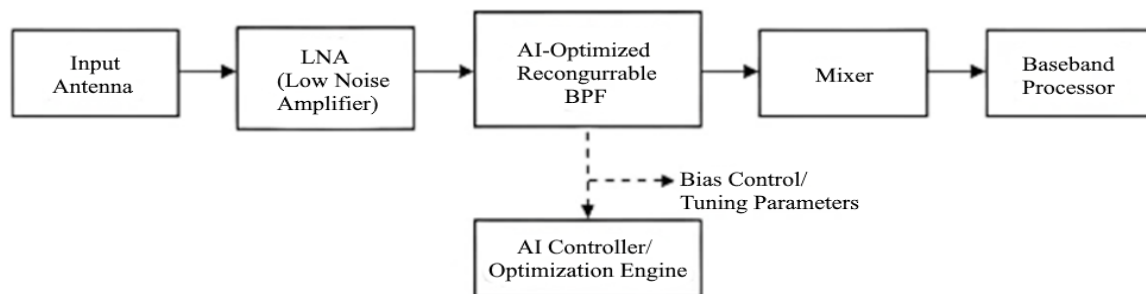 Input
Antenna
LNA
(Low Noise
Amplifier)
AI-Optimized
Recongurrable
BPF
Mixer
Baseband
Processor
Bias Control/
Tuning Parameters
AI Controller/
Optimization Engine